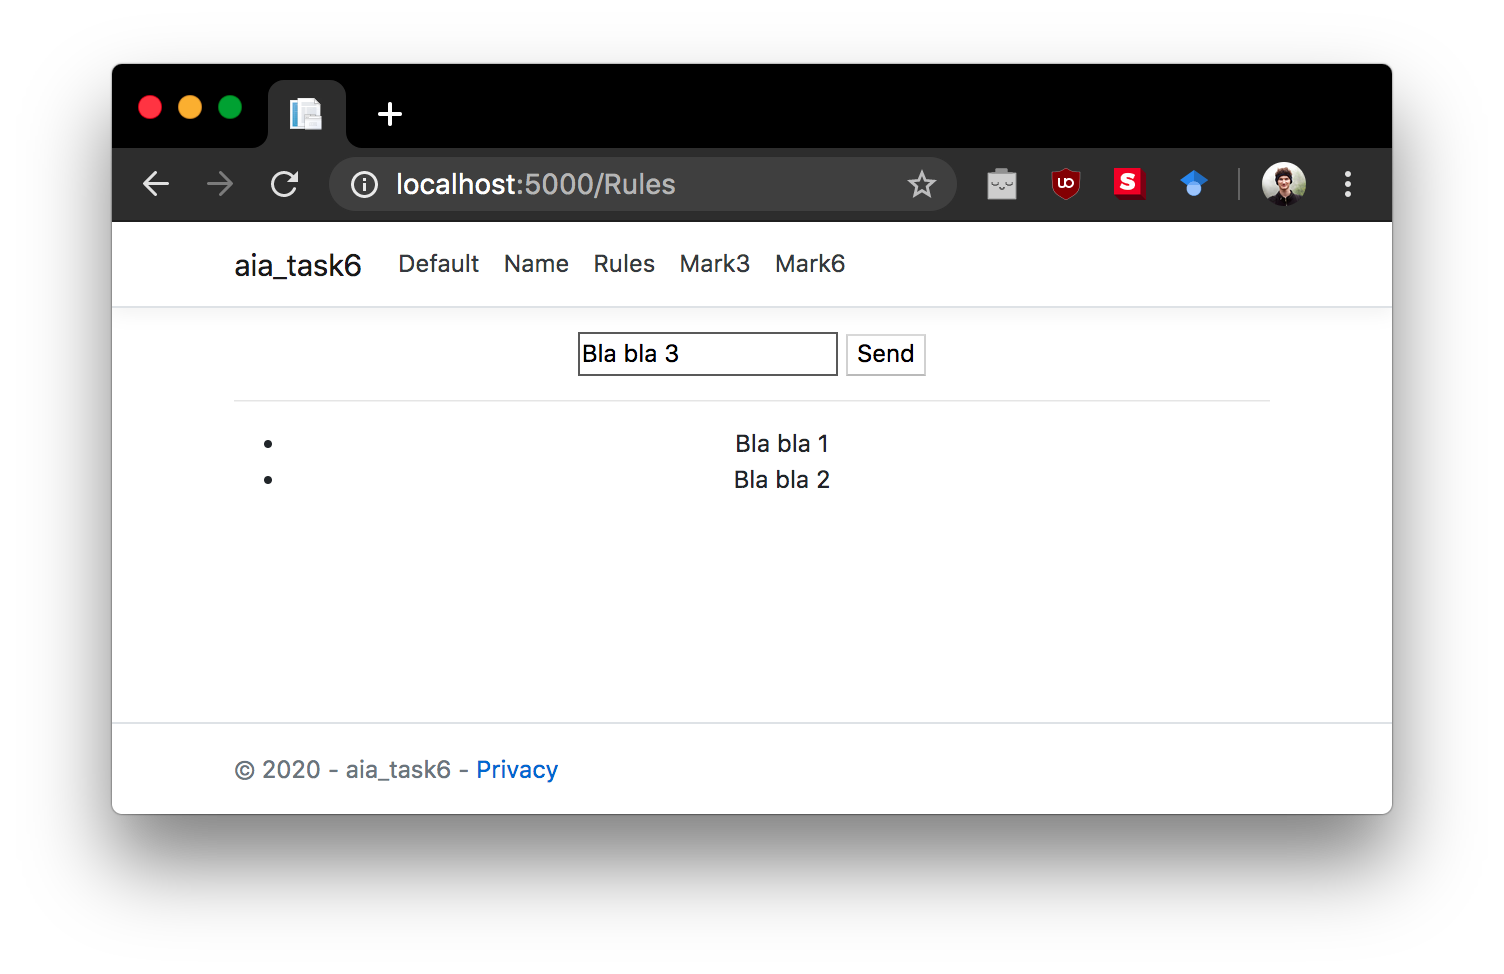 localhost:5000/Rules
uo
S
aia_task6 Default Name Rules Mark3 Mark6
Bla bla 3 Send
• Bla bla 1
• Bla bla 2
© 2020 - aia_task6 - Privacy